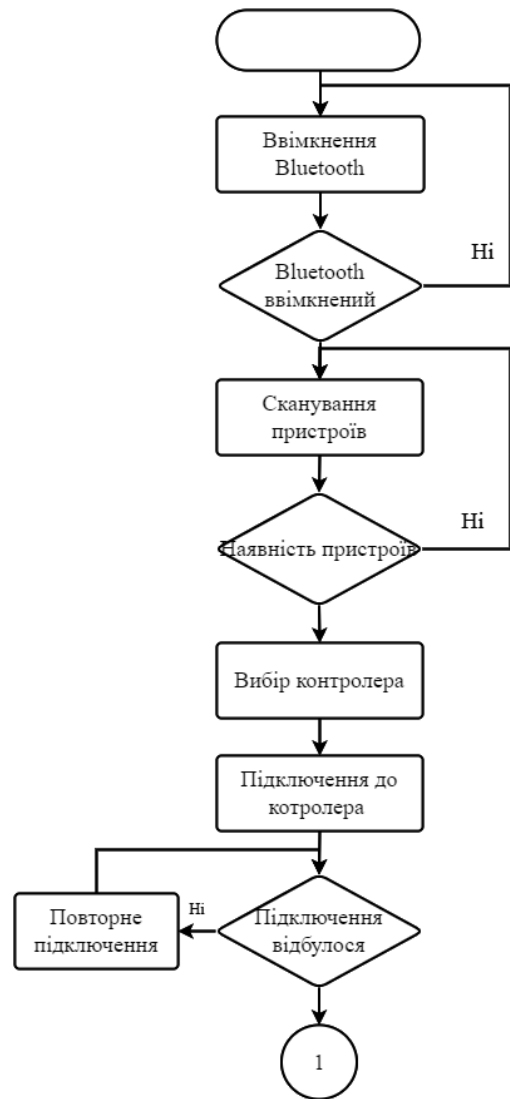 Ввімкнення
Bluetooth
Bluetooth
ввімкнений
Ні
Сканування
пристроїв
Наявність пристроїв
Ні
Вибір контролера
Підключення до
котролера
Повторне
підключення
Ні
Підключення
відбулося
1